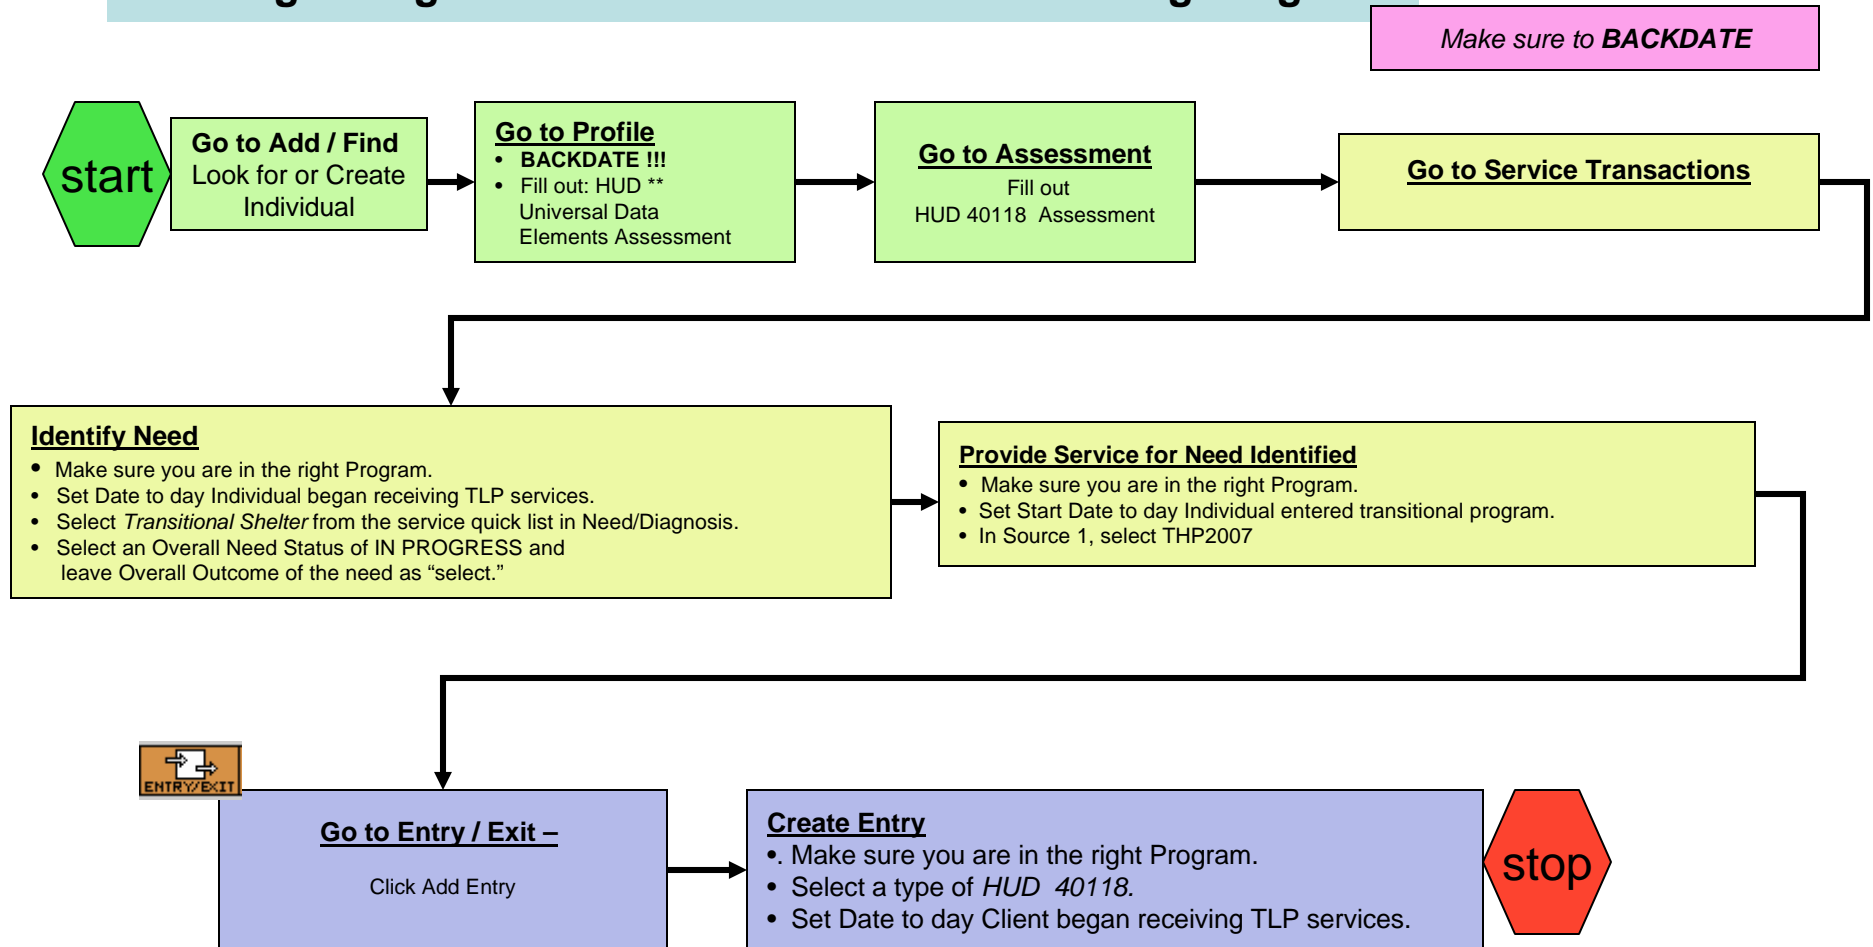 Make sure to BACKDATE
start
Go to Add / Find
Look for or Create
Individual
Go to Profile
• BACKDATE !!!
• Fill out: HUD **
Universal Data
Elements Assessment
Go to Assessment
Fill out
HUD 40118 Assessment
Go to Service Transactions
Identify Need
• Make sure you are in the right Program.
• Set Date to day Individual began receiving TLP services.
• Select Transitional Shelter from the service quick list in Need/Diagnosis.
• Select an Overall Need Status of IN PROGRESS and
leave Overall Outcome of the need as “select.”
Provide Service for Need Identified
• Make sure you are in the right Program.
• Set Start Date to day Individual entered transitional program.
• In Source 1, select THP2007
ENTRY/EXIT
Go to Entry / Exit –
Click Add Entry
Create Entry
•. Make sure you are in the right Program.
• Select a type of HUD 40118.
• Set Date to day Client began receiving TLP services.
stop